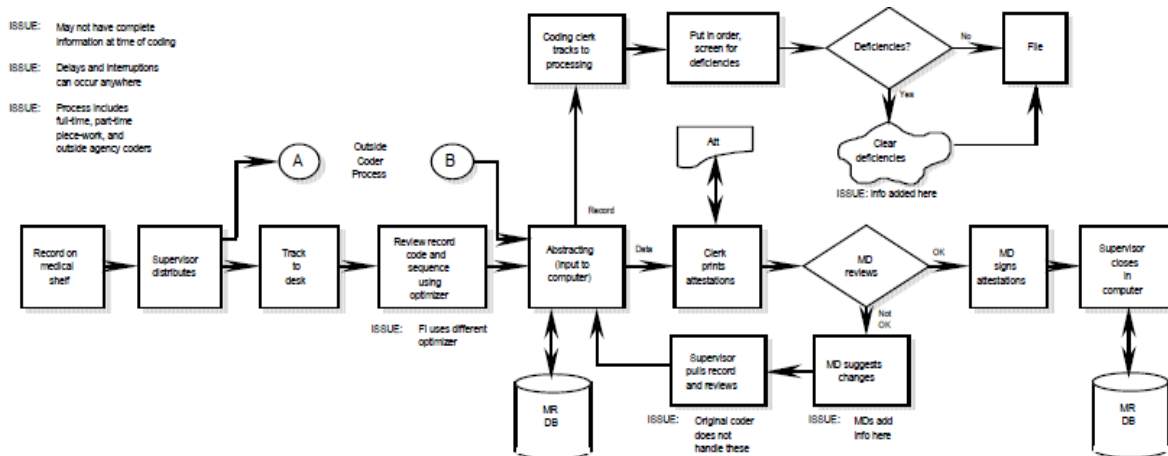 ISSUE: May not have complete
information at time of coding
ISSUE: Delays and interruptions
can occur anywhere
ISSUE: Process includes
full-time, part-time
piece-work, and
outside agency coders
Coding clerk
tracks to
processing
Put in order,
screen for
deficiencies
Deficiencies?
No
File
Yes
Clear
deficiencies
ISSUE: Info added here
A
Outside
Coder
Process
B
Att
Record
Record on
medical
shelf
Supervisor
distributes
Track
to
desk
Review record
code and
sequence
using
optimizer
Abstracting
(input to
computer)
Data
Clerk
prints
attestations
MD
reviews
OK
MD
signs
attestations
Supervisor
closes
in
computer
Not
OK
ISSUE: FI uses different
optimizer
Supervisor
pulls record
and reviews
MD suggests
changes
MR
DB
MR
DB
ISSUE: Original coder
does not
handle these
ISSUE: MDs add
info here